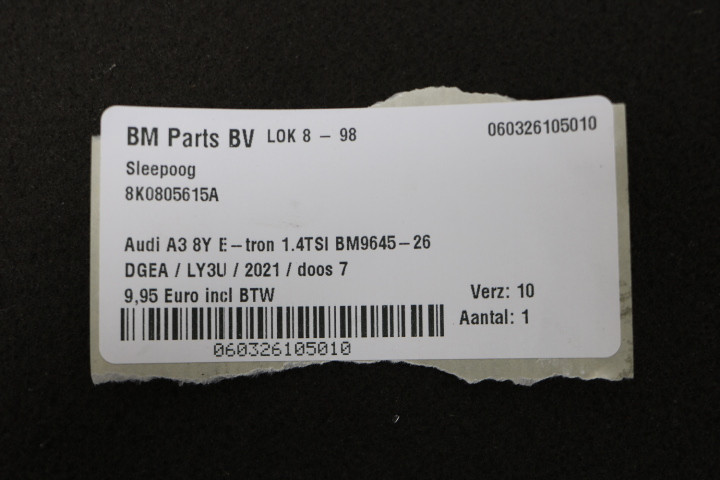 BM Parts BV LOK 8 - 98 060326105010
Sleepoog
8K0805615A
Audi A3 8Y E-tron 1.4TSI BM9645-26
DGEA / LY3U / 2021 / doos 7
9,95 Euro incl BTW Verz: 10
Aantal: 1
060326105010